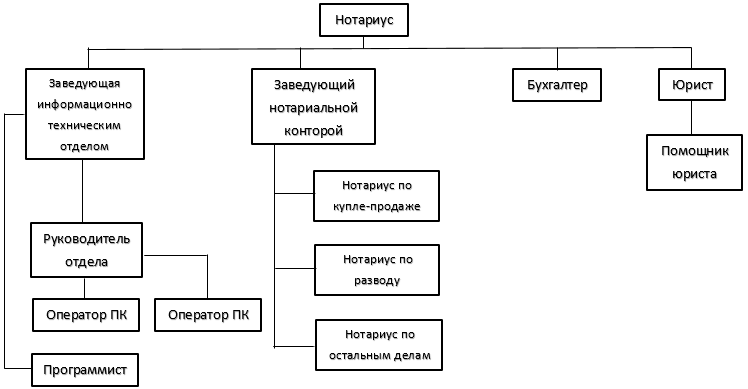 Нотариус
Заведующая
информационно
техническим
отделом
Заведующий
нотариальной
конторой
Бухгалтер
Юрист
Помощник
юриста
Нотариус по
купле-продаже
Руководитель
отдела
Нотариус по
разводу
Оператор ПК
Оператор ПК
Нотариус по
остальным делам
Программист